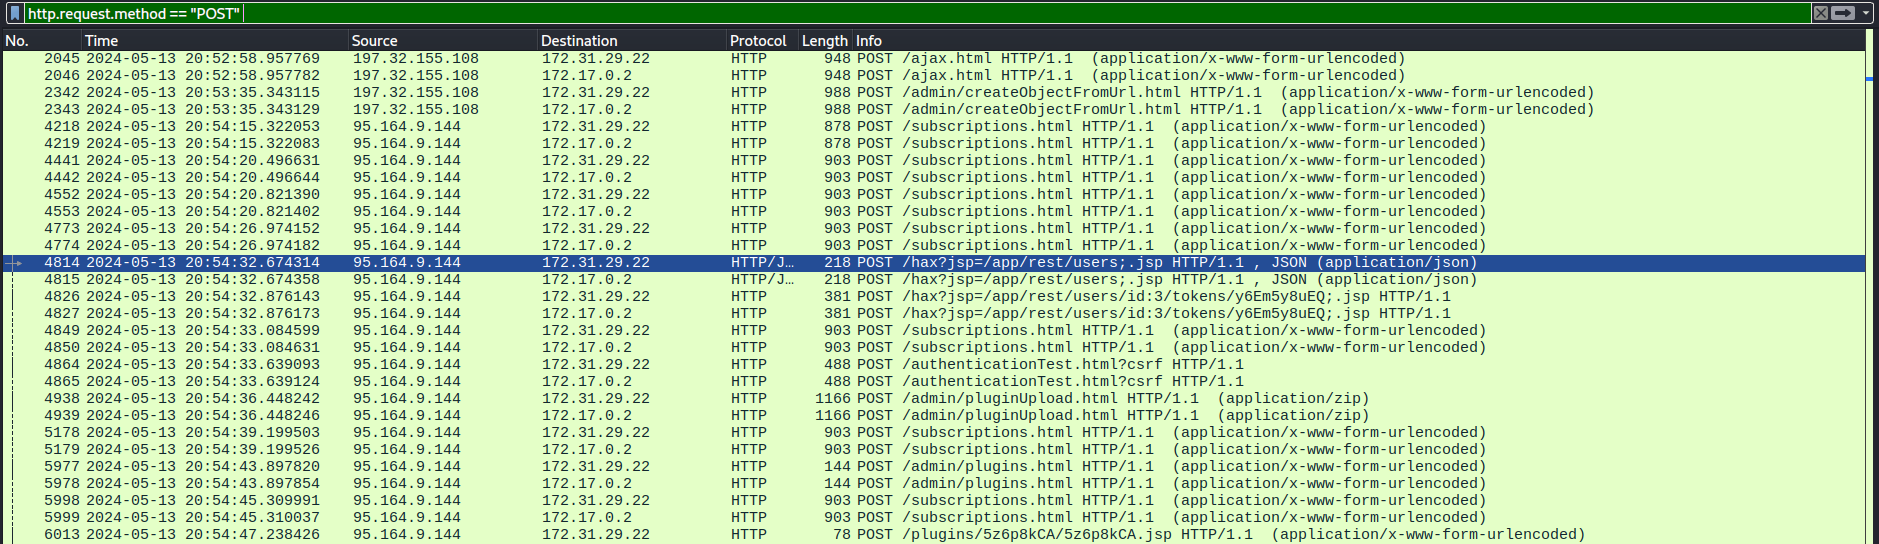 http.request.method == "POST"
No. Time Source Destination Protocol Length Info
2045 2024-05-13 20:52:58.957769 197.32.155.108 172.31.29.22 HTTP 948 POST /ajax.html HTTP/1.1 (application/x-www-form-urlencoded)
2046 2024-05-13 20:52:58.957782 197.32.155.108 172.17.0.2 HTTP 948 POST /ajax.html HTTP/1.1 (application/x-www-form-urlencoded)
2342 2024-05-13 20:53:35.343115 197.32.155.108 172.31.29.22 HTTP 988 POST /admin/createObjectFromUrl.html HTTP/1.1 (application/x-www-form-urlencoded)
2343 2024-05-13 20:53:35.343129 197.32.155.108 172.17.0.2 HTTP 988 POST /admin/createObjectFromUrl.html HTTP/1.1 (application/x-www-form-urlencoded)
4218 2024-05-13 20:54:15.322053 95.164.9.144 172.31.29.22 HTTP 878 POST /subscriptions.html HTTP/1.1 (application/x-www-form-urlencoded)
4219 2024-05-13 20:54:15.322083 95.164.9.144 172.17.0.2 HTTP 878 POST /subscriptions.html HTTP/1.1 (application/x-www-form-urlencoded)
4441 2024-05-13 20:54:20.496631 95.164.9.144 172.31.29.22 HTTP 903 POST /subscriptions.html HTTP/1.1 (application/x-www-form-urlencoded)
4442 2024-05-13 20:54:20.496644 95.164.9.144 172.17.0.2 HTTP 903 POST /subscriptions.html HTTP/1.1 (application/x-www-form-urlencoded)
4552 2024-05-13 20:54:20.821390 95.164.9.144 172.31.29.22 HTTP 903 POST /subscriptions.html HTTP/1.1 (application/x-www-form-urlencoded)
4553 2024-05-13 20:54:20.821402 95.164.9.144 172.17.0.2 HTTP 903 POST /subscriptions.html HTTP/1.1 (application/x-www-form-urlencoded)
4773 2024-05-13 20:54:26.974152 95.164.9.144 172.31.29.22 HTTP 903 POST /subscriptions.html HTTP/1.1 (application/x-www-form-urlencoded)
4774 2024-05-13 20:54:26.974182 95.164.9.144 172.17.0.2 HTTP 903 POST /subscriptions.html HTTP/1.1 (application/x-www-form-urlencoded)
4814 2024-05-13 20:54:32.674314 95.164.9.144 172.31.29.22 HTTP/J… 218 POST /hax?jsp=/app/rest/users;.jsp HTTP/1.1 , JSON (application/json)
4815 2024-05-13 20:54:32.674358 95.164.9.144 172.17.0.2 HTTP/J… 218 POST /hax?jsp=/app/rest/users;.jsp HTTP/1.1 , JSON (application/json)
4826 2024-05-13 20:54:32.876143 95.164.9.144 172.31.29.22 HTTP 381 POST /hax?jsp=/app/rest/users/id:3/tokens/y6Em5y8uEQ;.jsp HTTP/1.1
4827 2024-05-13 20:54:32.876173 95.164.9.144 172.17.0.2 HTTP 381 POST /hax?jsp=/app/rest/users/id:3/tokens/y6Em5y8uEQ;.jsp HTTP/1.1
4849 2024-05-13 20:54:33.084599 95.164.9.144 172.31.29.22 HTTP 903 POST /subscriptions.html HTTP/1.1 (application/x-www-form-urlencoded)
4850 2024-05-13 20:54:33.084631 95.164.9.144 172.17.0.2 HTTP 903 POST /subscriptions.html HTTP/1.1 (application/x-www-form-urlencoded)
4864 2024-05-13 20:54:33.639093 95.164.9.144 172.31.29.22 HTTP 488 POST /authenticationTest.html?csrf HTTP/1.1
4865 2024-05-13 20:54:33.639124 95.164.9.144 172.17.0.2 HTTP 488 POST /authenticationTest.html?csrf HTTP/1.1
4938 2024-05-13 20:54:36.448242 95.164.9.144 172.31.29.22 HTTP 1166 POST /admin/pluginUpload.html HTTP/1.1 (application/zip)
4939 2024-05-13 20:54:36.448246 95.164.9.144 172.17.0.2 HTTP 1166 POST /admin/pluginUpload.html HTTP/1.1 (application/zip)
5178 2024-05-13 20:54:39.199503 95.164.9.144 172.31.29.22 HTTP 903 POST /subscriptions.html HTTP/1.1 (application/x-www-form-urlencoded)
5179 2024-05-13 20:54:39.199526 95.164.9.144 172.17.0.2 HTTP 903 POST /subscriptions.html HTTP/1.1 (application/x-www-form-urlencoded)
5977 2024-05-13 20:54:43.897820 95.164.9.144 172.31.29.22 HTTP 144 POST /admin/plugins.html HTTP/1.1 (application/x-www-form-urlencoded)
5978 2024-05-13 20:54:43.897854 95.164.9.144 172.17.0.2 HTTP 144 POST /admin/plugins.html HTTP/1.1 (application/x-www-form-urlencoded)
5998 2024-05-13 20:54:45.309991 95.164.9.144 172.31.29.22 HTTP 903 POST /subscriptions.html HTTP/1.1 (application/x-www-form-urlencoded)
5999 2024-05-13 20:54:45.310037 95.164.9.144 172.17.0.2 HTTP 903 POST /subscriptions.html HTTP/1.1 (application/x-www-form-urlencoded)
6013 2024-05-13 20:54:47.238426 95.164.9.144 172.31.29.22 HTTP 78 POST /plugins/5z6p8kCA/5z6p8kCA.jsp HTTP/1.1 (application/x-www-form-urlencoded)